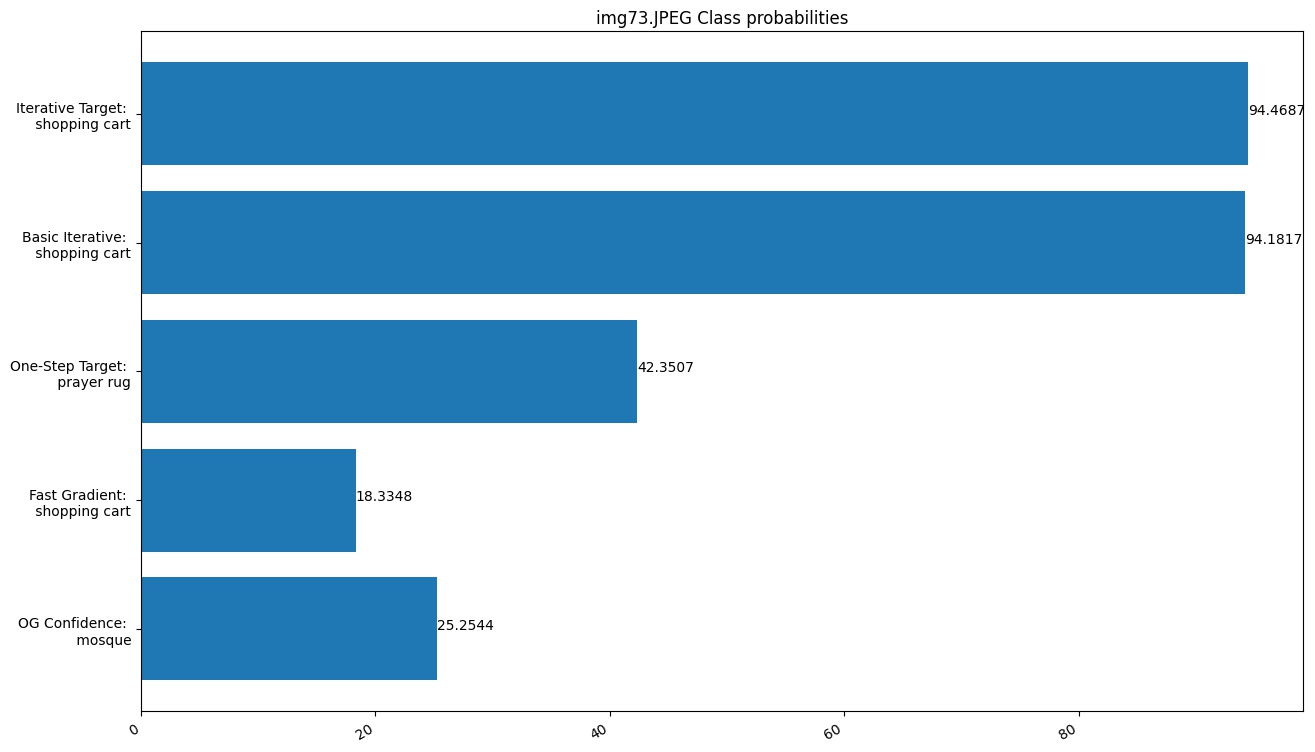 img73.JPEG Class probabilities
Iterative Target:
shopping cart
94.4687
Basic Iterative:
shopping cart
94.1817
One-Step Target:
prayer rug
42.3507
Fast Gradient:
shopping cart
18.3348
OG Confidence:
mosque
25.2544
0 20 40 60 80